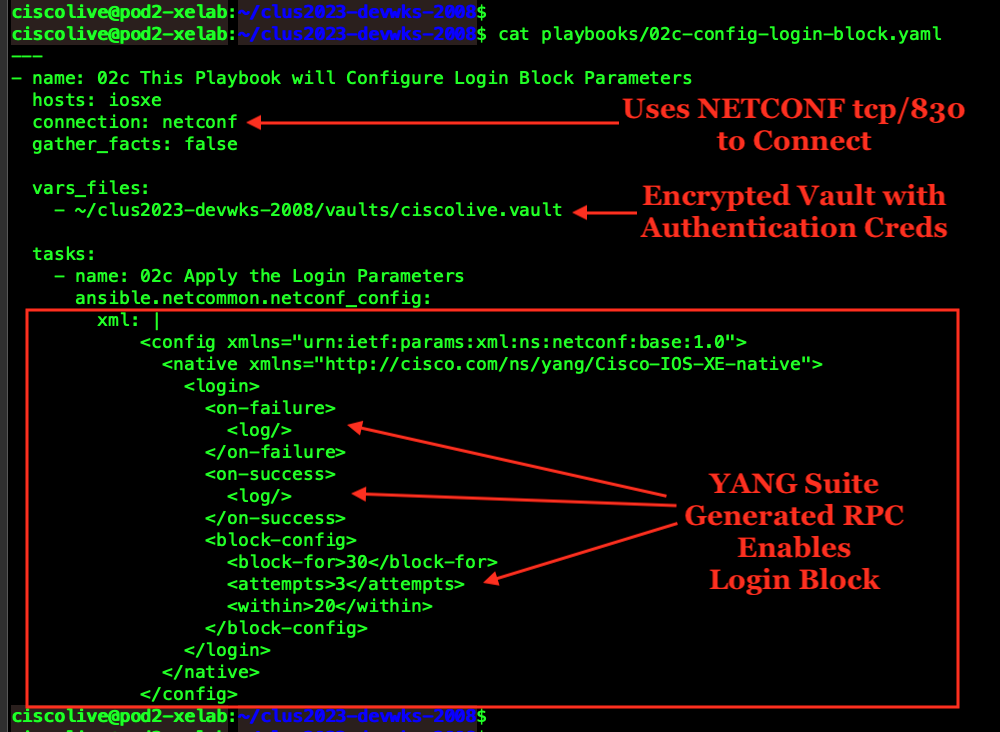 ciscolive@pod2-xelab:~/clus2023-devwks-2008$
ciscolive@pod2-xelab:~/clus2023-devwks-2008$ cat playbooks/02c-config-login-block.yaml
---
- name: 02c This Playbook will Configure Login Block Parameters
  hosts: iosxe
  connection: netconf
  gather_facts: false
Uses NETCONF tcp/830
to Connect
  vars_files:
    - ~/clus2023-devwks-2008/vaults/ciscolive.vault
Encrypted Vault with
Authentication Creds
  tasks:
    - name: 02c Apply the Login Parameters
      ansible.netcommon.netconf_config:
        xml: |
            <config xmlns="urn:ietf:params:xml:ns:netconf:base:1.0">
              <native xmlns="http://cisco.com/ns/yang/Cisco-IOS-XE-native">
                <login>
                  <on-failure>
                    <log/>
                  </on-failure>
                  <on-success>
                    <log/>
                  </on-success>
                  <block-config>
                    <block-for>30</block-for>
                    <attempts>3</attempts>
                    <within>20</within>
                  </block-config>
                </login>
              </native>
            </config>
YANG Suite
Generated RPC
Enables
Login Block
ciscolive@pod2-xelab:~/clus2023-devwks-2008$